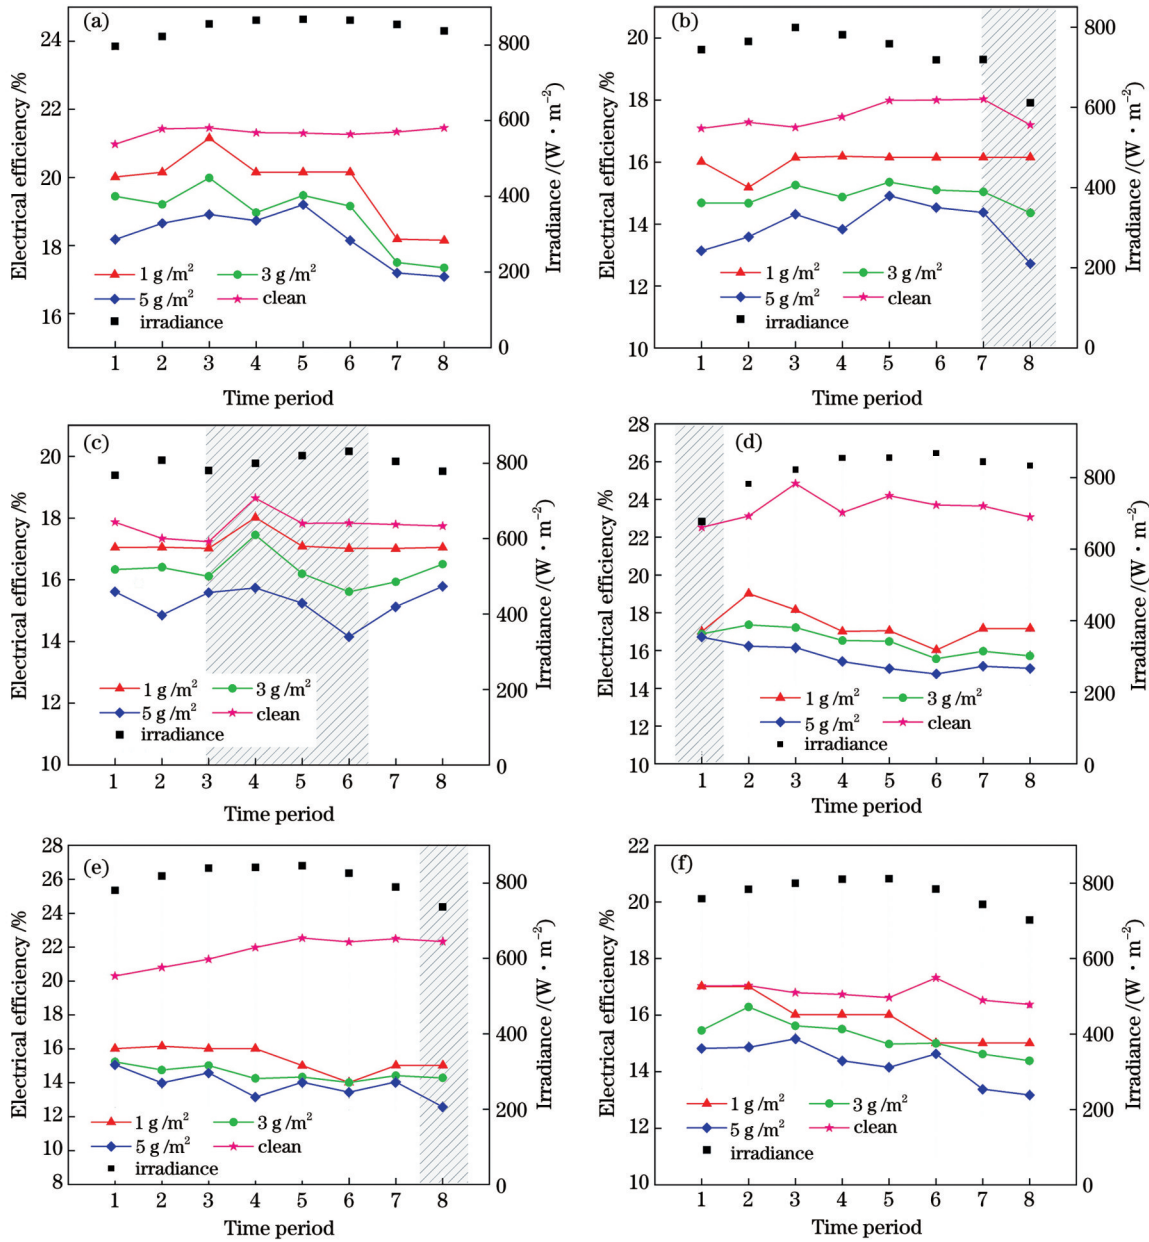 (a)
Electrical efficiency /%
24
22
20
18
16
800
600
400
200
0
Irradiance /(W · m⁻²)
1 g/m² 3 g/m²
5 g/m² clean
irradiance
1 2 3 4 5 6 7 8
Time period
(b)
Electrical efficiency /%
20
18
16
14
12
10
800
600
400
200
0
Irradiance /(W · m⁻²)
1 g/m² 3 g/m²
5 g/m² clean
irradiance
1 2 3 4 5 6 7 8
Time period
(c)
Electrical efficiency /%
20
18
16
14
12
10
800
600
400
200
0
Irradiance /(W · m⁻²)
1 g/m² 3 g/m²
5 g/m² clean
irradiance
1 2 3 4 5 6 7 8
Time period
(d)
Electrical efficiency /%
28
26
24
22
20
18
16
14
12
10
800
600
400
200
0
Irradiance /(W · m⁻²)
1 g/m² 3 g/m²
5 g/m² clean
irradiance
1 2 3 4 5 6 7 8
Time period
(e)
Electrical efficiency /%
28
26
24
22
20
18
16
14
12
10
8
800
600
400
200
0
Irradiance /(W · m⁻²)
1 g/m² 3 g/m²
5 g/m² clean
irradiance
1 2 3 4 5 6 7 8
Time period
(f)
Electrical efficiency /%
22
20
18
16
14
12
10
800
600
400
200
0
Irradiance /(W · m⁻²)
1 g/m² 3 g/m²
5 g/m² clean
irradiance
1 2 3 4 5 6 7 8
Time period